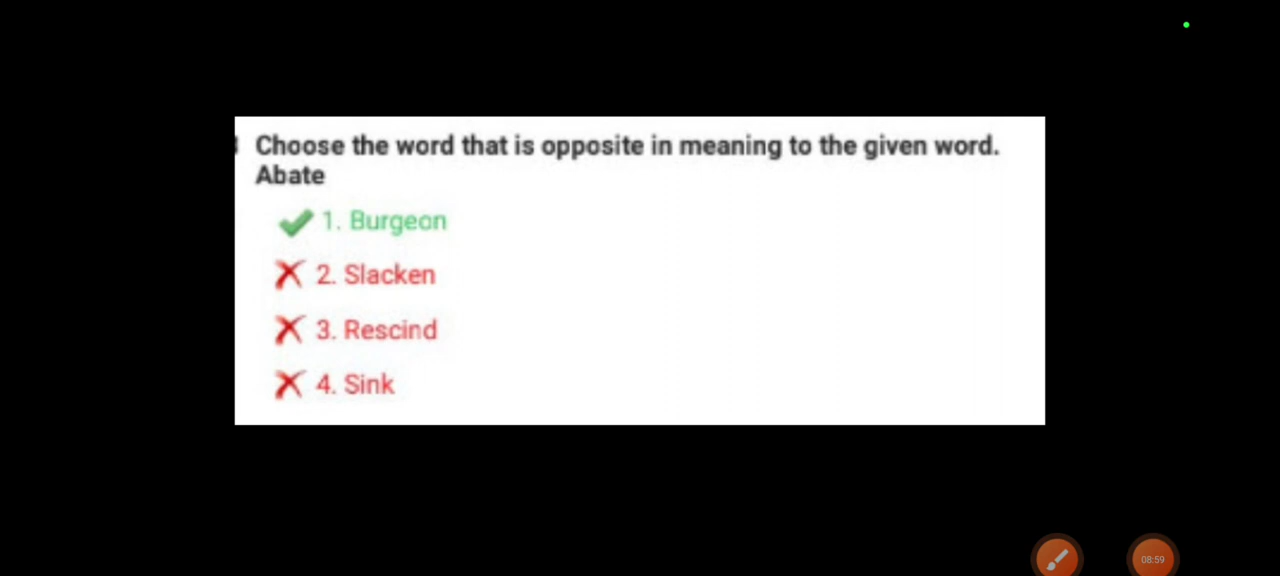 Choose the word that is opposite in meaning to the given word.
Abate
1. Burgeon
2. Slacken
3. Rescind
4. Sink
08:59